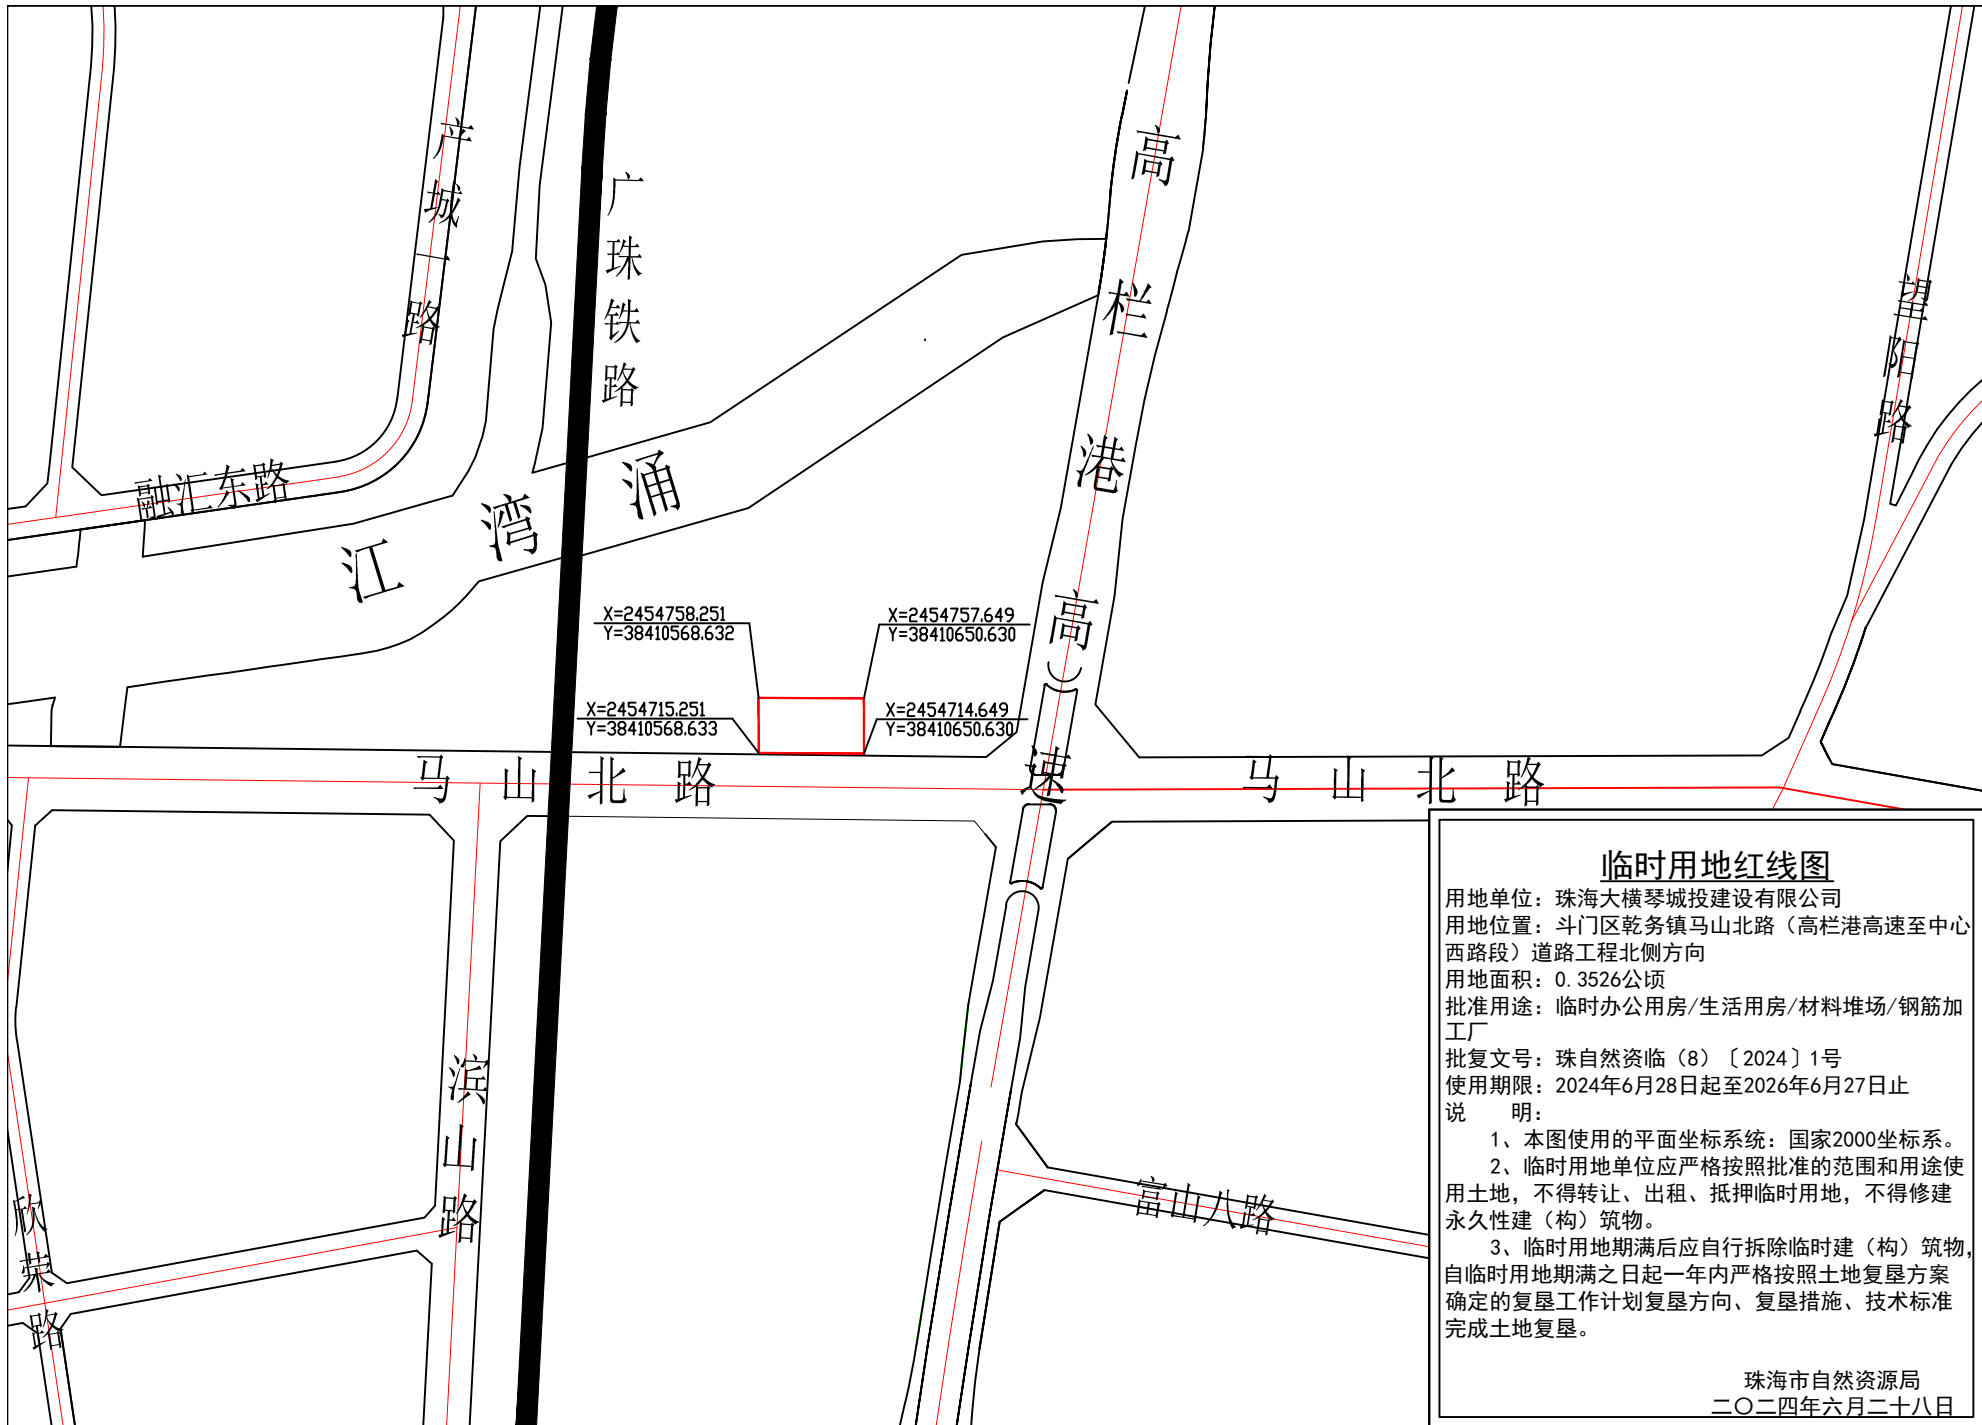 产城一路
广珠铁路
高栏港高速
望阳路
融汇东路
江湾涌
X=2454758.251
Y=38410568.632
X=2454757.649
Y=38410650.630
X=2454715.251
Y=38410568.633
X=2454714.649
Y=38410650.630
马山北路
马山北路
滨山路
欣荣路
富山八路
临时用地红线图
用地单位：珠海大横琴城投建设有限公司
用地位置：斗门区乾务镇马山北路（高栏港高速至中心
西路段）道路工程北侧方向
用地面积：0.3526公顷
批准用途：临时办公用房/生活用房/材料堆场/钢筋加
工厂
批复文号：珠自然资临（8）〔2024〕1号
使用期限：2024年6月28日起至2026年6月27日止
说　　明：
1、本图使用的平面坐标系统：国家2000坐标系。
2、临时用地单位应严格按照批准的范围和用途使
用土地，不得转让、出租、抵押临时用地，不得修建
永久性建（构）筑物。
3、临时用地期满后应自行拆除临时建（构）筑物，
自临时用地期满之日起一年内严格按照土地复垦方案
确定的复垦工作计划复垦方向、复垦措施、技术标准
完成土地复垦。
珠海市自然资源局
二〇二四年六月二十八日